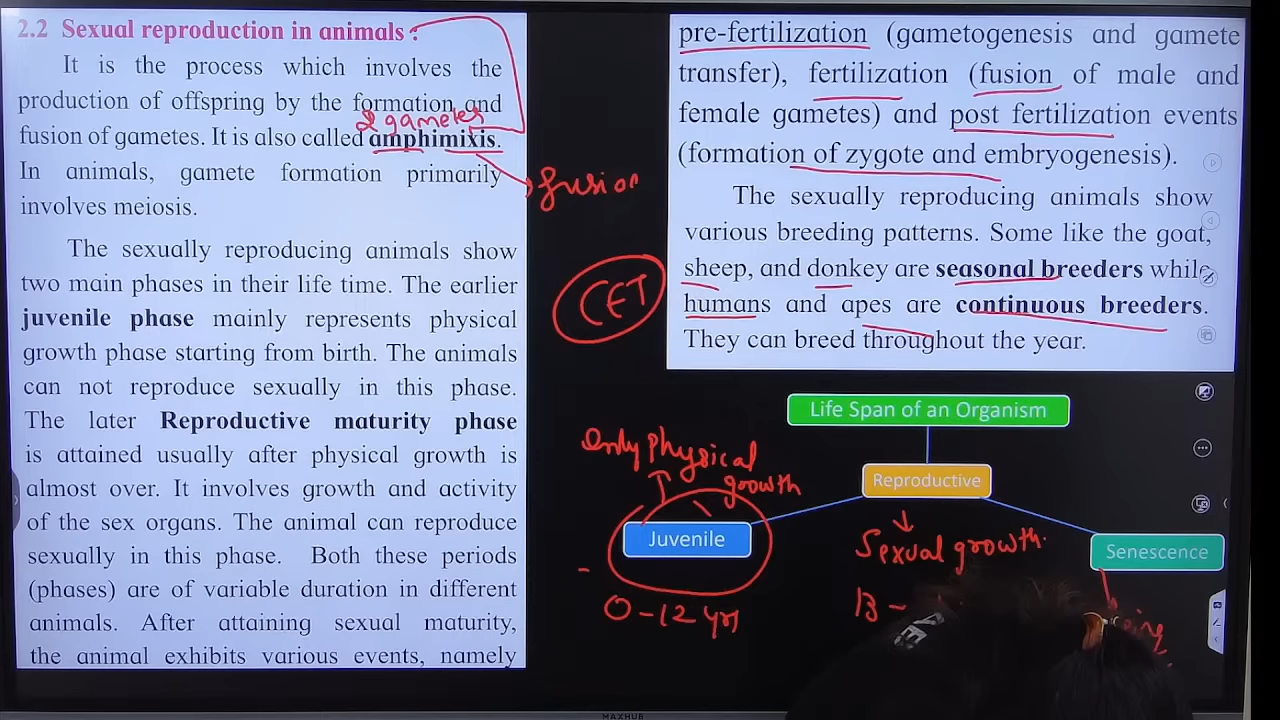 2.2 Sexual reproduction in animals :
It is the process which involves the
production of offspring by the formation and
2 gametes
fusion of gametes. It is also called amphimixis.
In animals, gamete formation primarily
involves meiosis.
fusion
The sexually reproducing animals show
two main phases in their life time. The earlier
juvenile phase mainly represents physical
growth phase starting from birth. The animals
can not reproduce sexually in this phase.
The later Reproductive maturity phase
is attained usually after physical growth is
almost over. It involves growth and activity
of the sex organs. The animal can reproduce
sexually in this phase. Both these periods
(phases) are of variable duration in different
animals. After attaining sexual maturity,
the animal exhibits various events, namely
CET
pre-fertilization (gametogenesis and gamete
transfer), fertilization (fusion of male and
female gametes) and post fertilization events
(formation of zygote and embryogenesis).
The sexually reproducing animals show
various breeding patterns. Some like the goat,
sheep, and donkey are seasonal breeders while
humans and apes are continuous breeders.
They can breed throughout the year.
Life Span of an Organism
Reproductive
Only physical
growth
Juvenile
0-12 yrs
Sexual growth
13 -
Senescence
MAXHUB